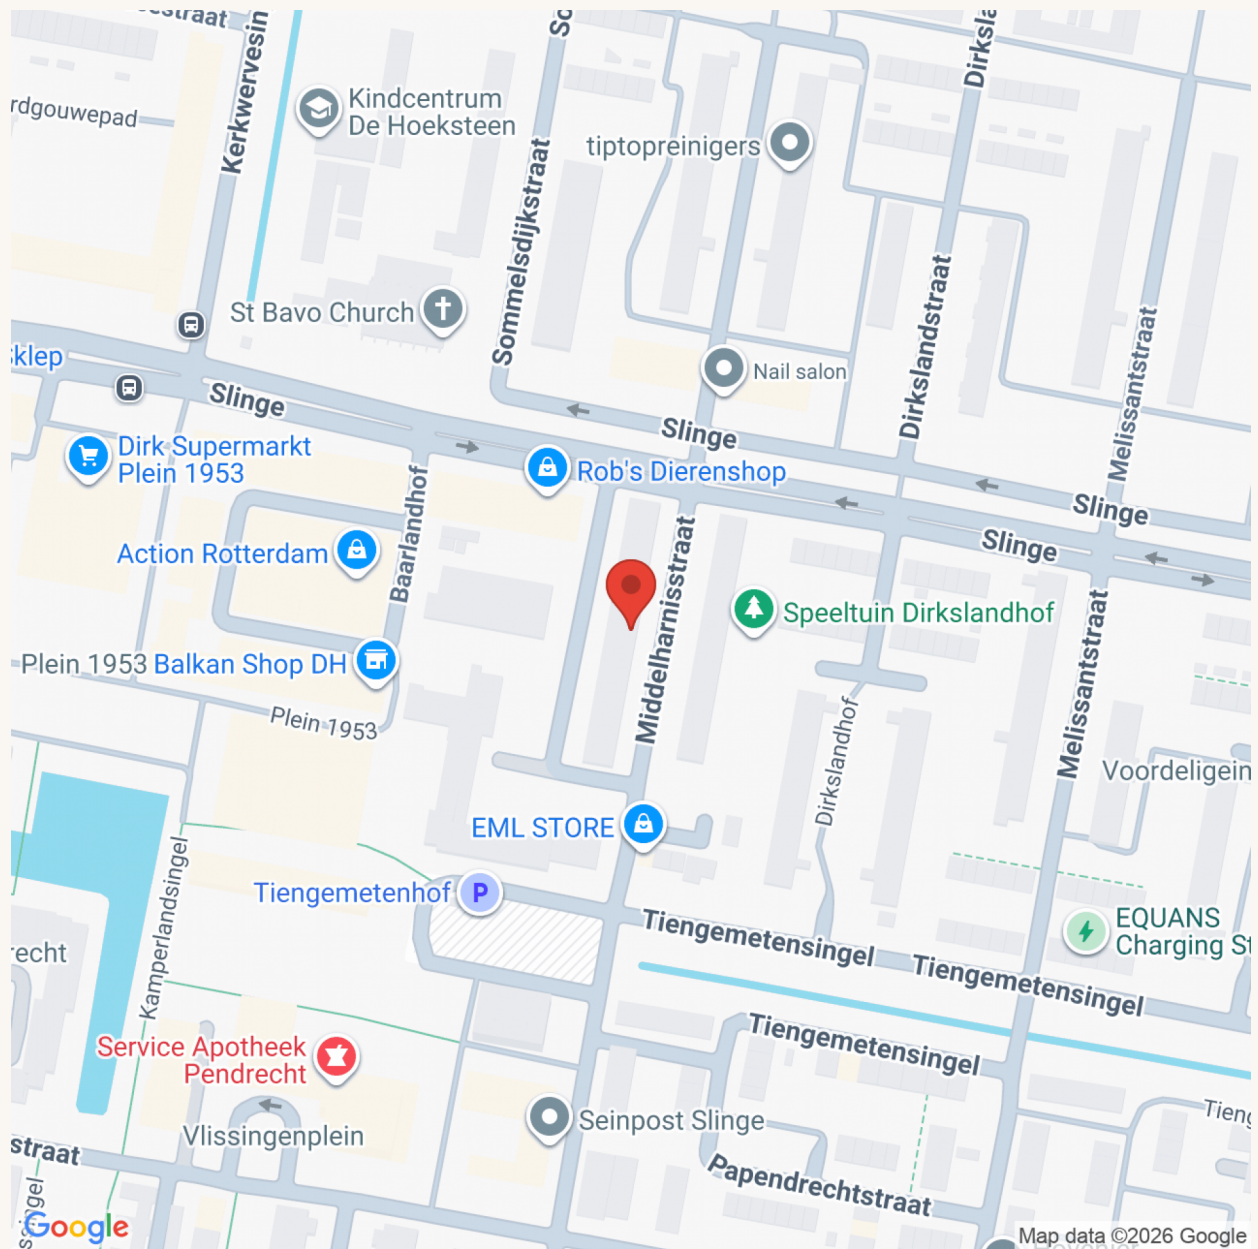 Kerkwervesin
Dirksla
Kindcentrum
De Hoeksteen
rdgouwepad
tiptopreinigers
Sommelsdijkstraat
St Bavo Church
Dirkslandstraat
Melissantstraat
sklep
Nail salon
Slinge
Slinge
Dirk Supermarkt
Plein 1953
Rob's Dierenshop
Slinge
Slinge
Baarlandhof
Action Rotterdam
Middelharnisstraat
Speeltuin Dirkslandhof
Melissantstraat
Plein 1953
Balkan Shop DH
Plein 1953
Dirkslandhof
Voordeligein
EML STORE
Kamperlandsingel
Tiengemetenhof
P
Tiengemetensingel
Tiengemetensingel
EQUANS
Charging St
recht
Tiengemetensingel
Service Apotheek
Pendrecht
Seinpost Slinge
Vlissingenplein
Tieng
straat
Papendrechtstraat
Google
Map data ©2026 Google